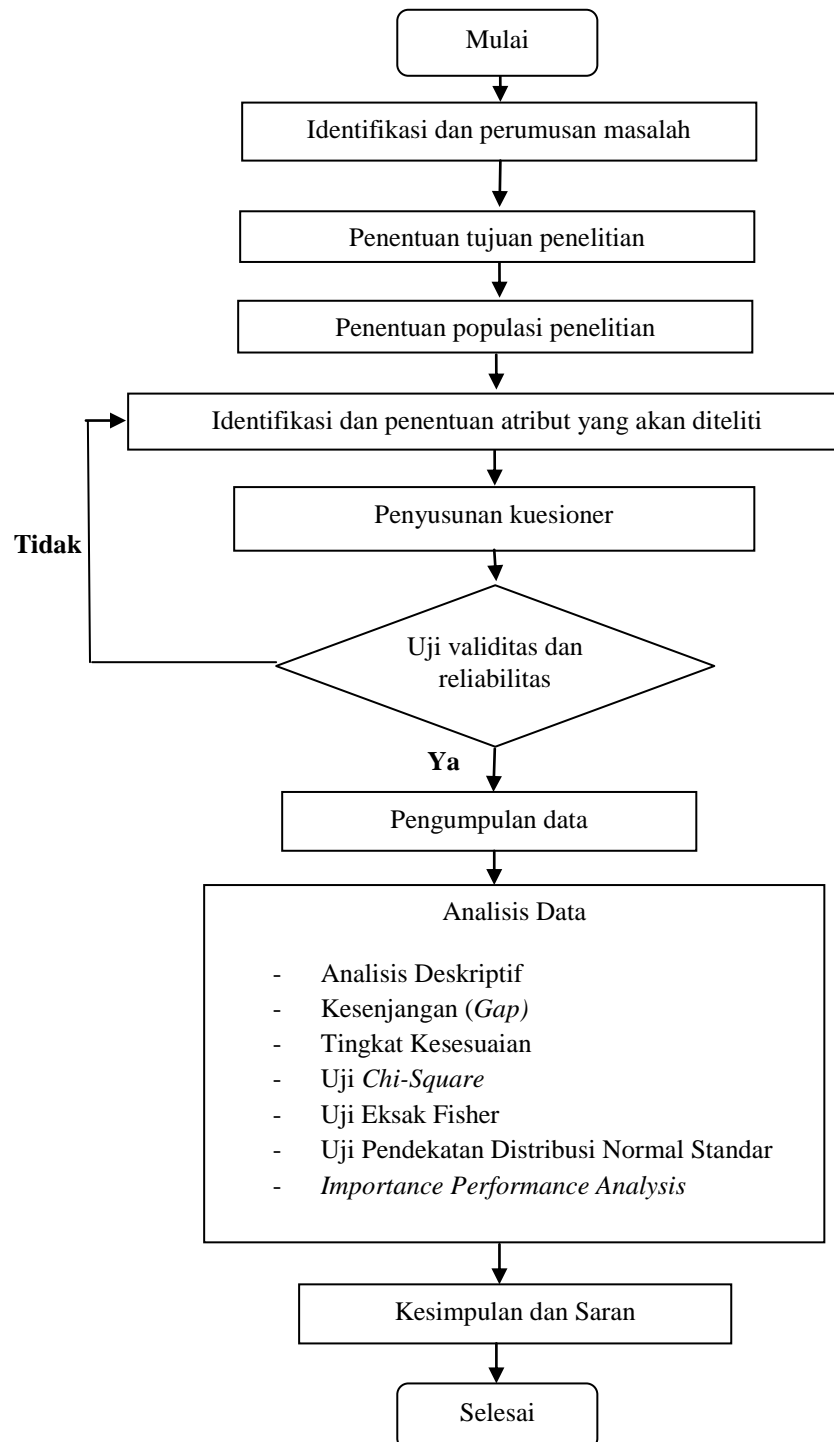 Mulai
Identifikasi dan perumusan masalah
Penentuan tujuan penelitian
Penentuan populasi penelitian
Identifikasi dan penentuan atribut yang akan diteliti
Penyusunan kuesioner
Tidak
Uji validitas dan
reliabilitas
Ya
Pengumpulan data
Analisis Data
- Analisis Deskriptif
- Kesenjangan (Gap)
- Tingkat Kesesuaian
- Uji Chi-Square
- Uji Eksak Fisher
- Uji Pendekatan Distribusi Normal Standar
- Importance Performance Analysis
Kesimpulan dan Saran
Selesai